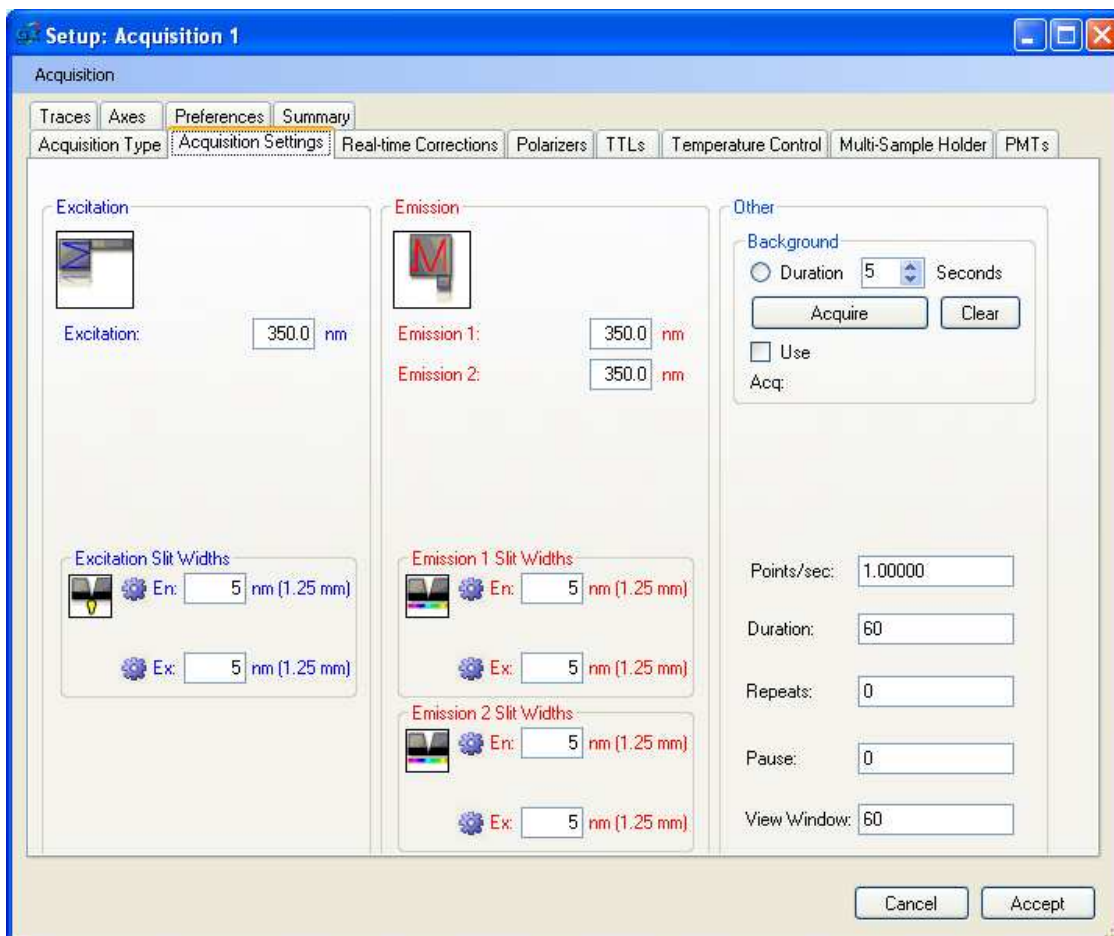 Setup: Acquisition 1
Acquisition
Traces Axes Preferences Summary
Acquisition Type Acquisition Settings Real-time Corrections Polarizers TTLs Temperature Control Multi-Sample Holder PMTs
Excitation
Excitation: 350.0 nm
Excitation Slit Widths
En: 5 nm (1.25 mm)
Ex: 5 nm (1.25 mm)
Emission
M
Emission 1: 350.0 nm
Emission 2: 350.0 nm
Emission 1 Slit Widths
En: 5 nm (1.25 mm)
Ex: 5 nm (1.25 mm)
Emission 2 Slit Widths
En: 5 nm (1.25 mm)
Ex: 5 nm (1.25 mm)
Other
Background
Duration 5 Seconds
Acquire Clear
Use
Acq:
Points/sec: 1.00000
Duration: 60
Repeats: 0
Pause: 0
View Window: 60
Cancel Accept